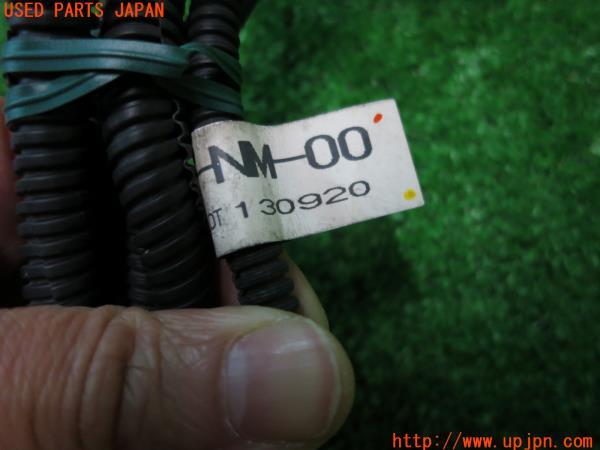 USED PARTS JAPAN
-NM-00
OT 130920
http://www.upjpn.com/